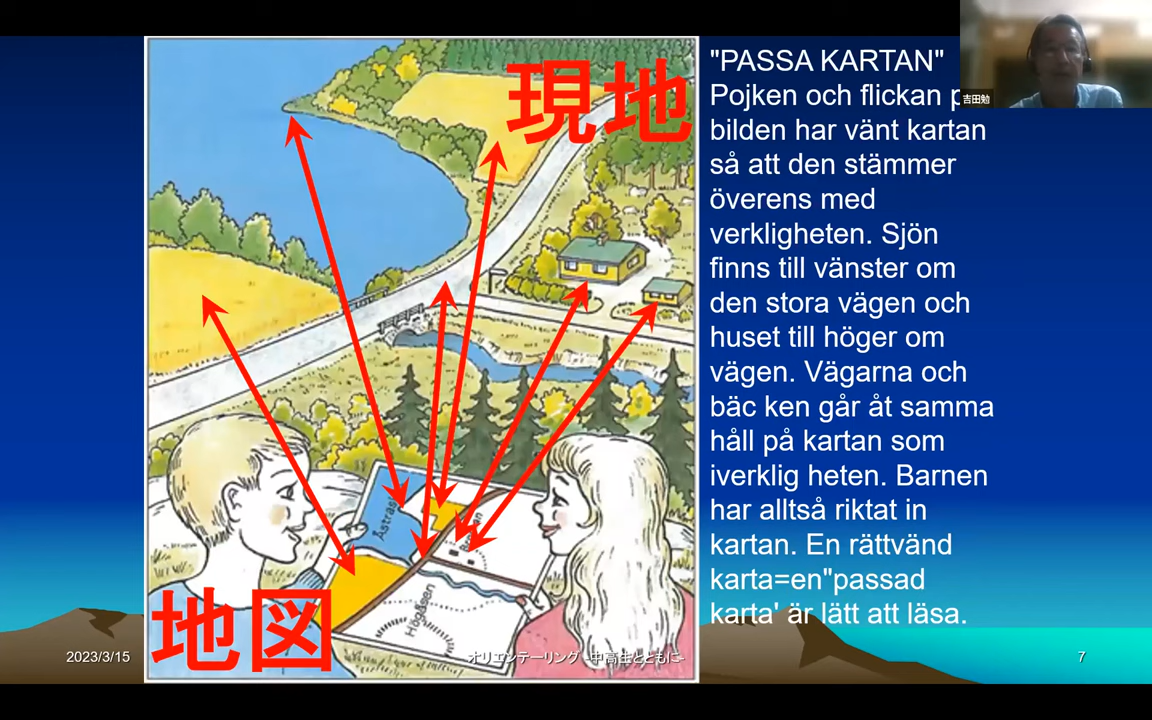 現地
地図
Åstrasj
Högåsen
"PASSA KARTAN"
Pojken och flickan p
bilden har vänt kartan
så att den stämmer
överens med
verkligheten. Sjön
finns till vänster om
den stora vägen och
huset till höger om
vägen. Vägarna och
bäc ken går åt samma
håll på kartan som
iverklig heten. Barnen
har alltså riktat in
kartan. En rättvänd
karta=en"passad
karta' är lätt att läsa.
吉田勉
2023/3/15
オリエンテーリング -中高生とともに-
7